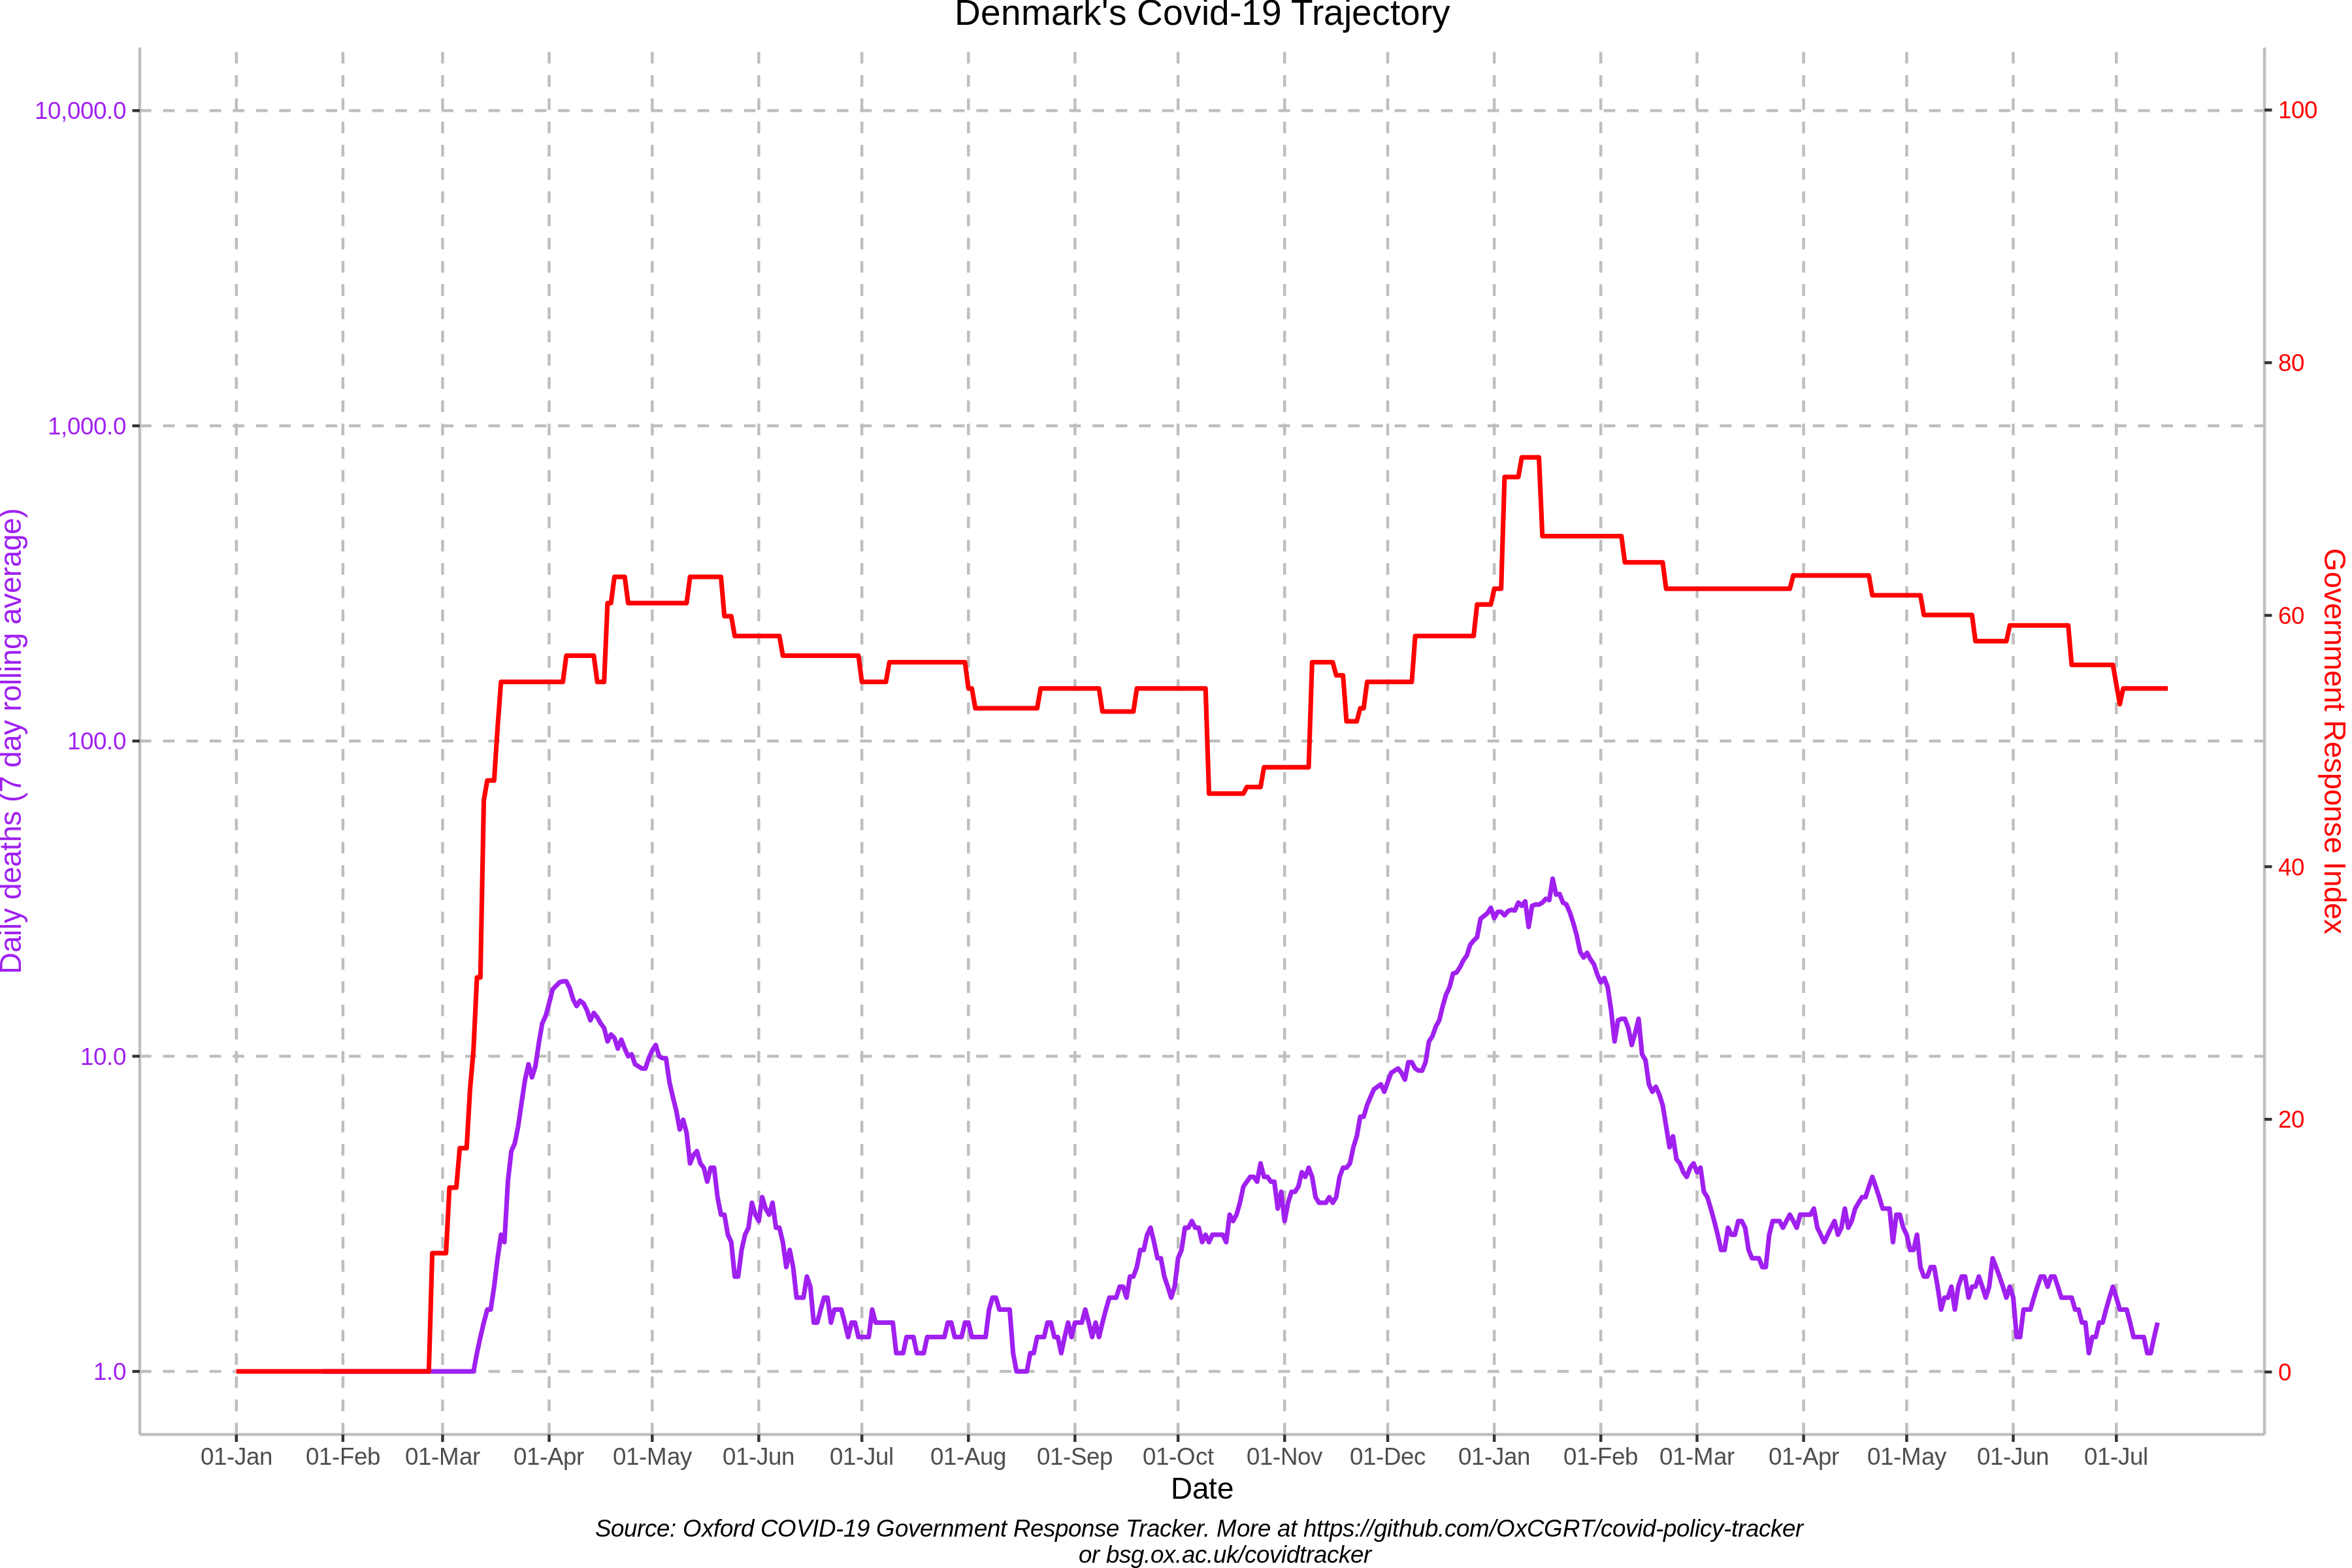 Denmark's Covid-19 Trajectory
10,000.0
1,000.0
100.0
10.0
1.0
Daily deaths (7 day rolling average)
100
80
60
40
20
0
Government Response Index
01-Jan 01-Feb 01-Mar 01-Apr 01-May 01-Jun 01-Jul 01-Aug 01-Sep 01-Oct 01-Nov 01-Dec 01-Jan 01-Feb 01-Mar 01-Apr 01-May 01-Jun 01-Jul
Date
Source: Oxford COVID-19 Government Response Tracker. More at https://github.com/OxCGRT/covid-policy-tracker
or bsg.ox.ac.uk/covidtracker